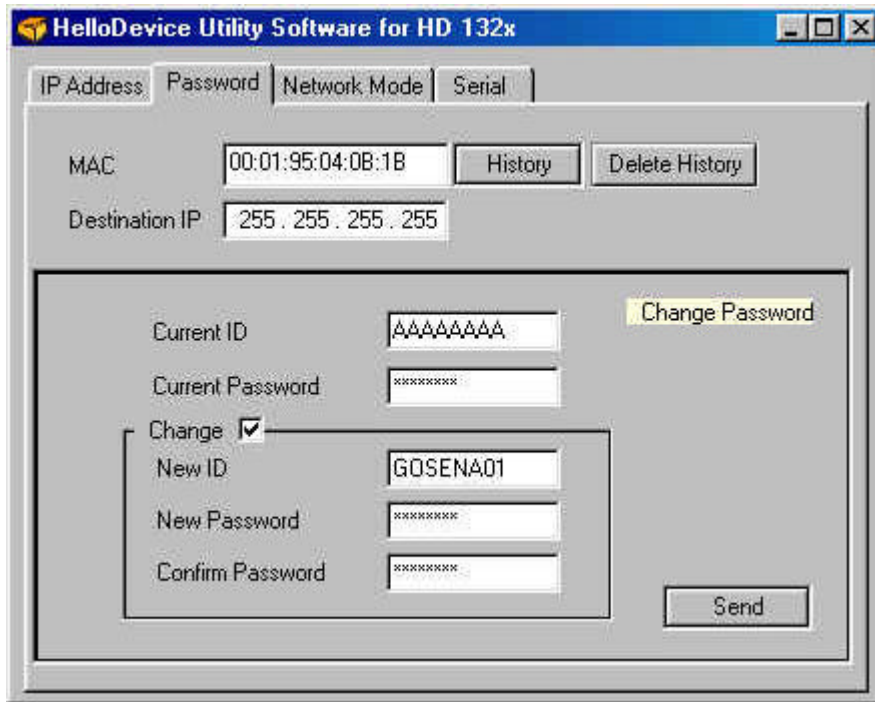 HelloDevice Utility Software for HD 132x
IP Address Password Network Mode Serial
MAC 00:01:95:04:0B:1B History Delete History
Destination IP 255 . 255 . 255 . 255
Change Password
Current ID AAAAAAAA
Current Password ********
Change
New ID GOSENA01
New Password ********
Confirm Password ********
Send